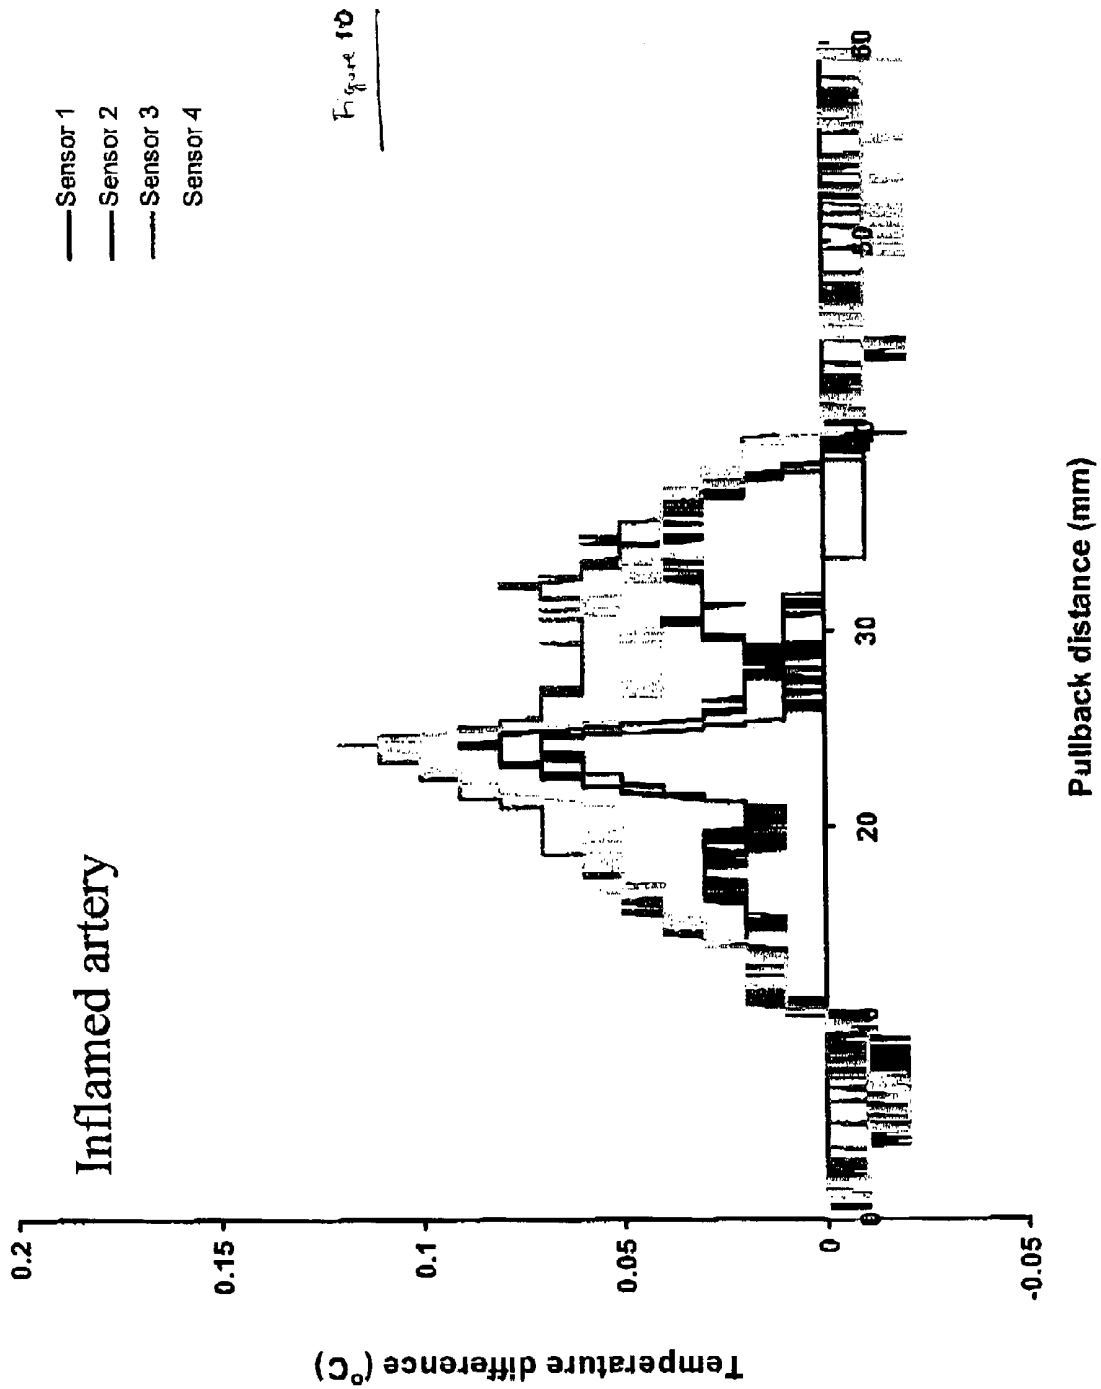 Inflamed artery
Sensor 1
Sensor 2
Sensor 3
Sensor 4
Figure 10
Temperature difference (°C)
0.2
0.15
0.1
0.05
0
-0.05
0
20
30
50
60
Pullback distance (mm)